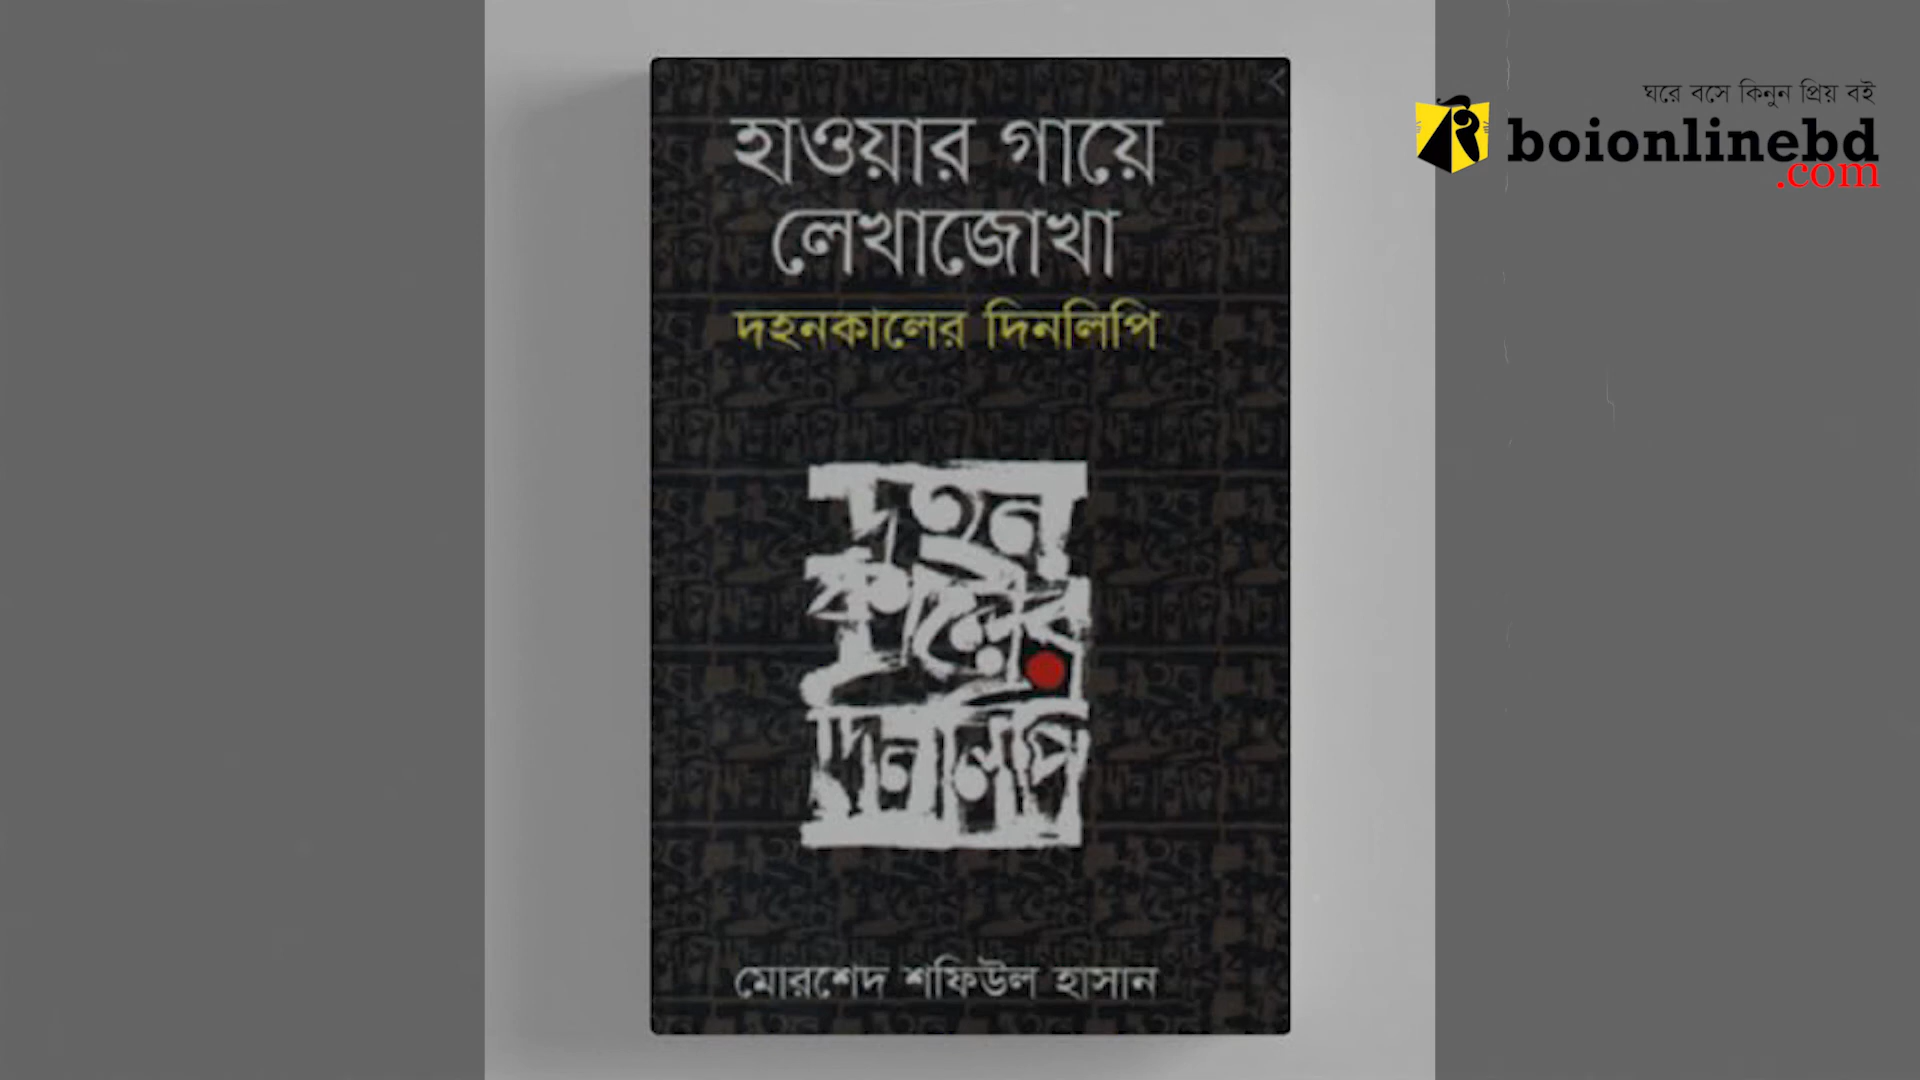 হাওয়ার গায়ে
লেখাজোখা
দহনকালের দিনলিপি
দহন
কালের
দিনলিপি
মোরশেদ শফিউল হাসান
ঘরে বসে কিনুন প্রিয় বই
boionlinebd
.com